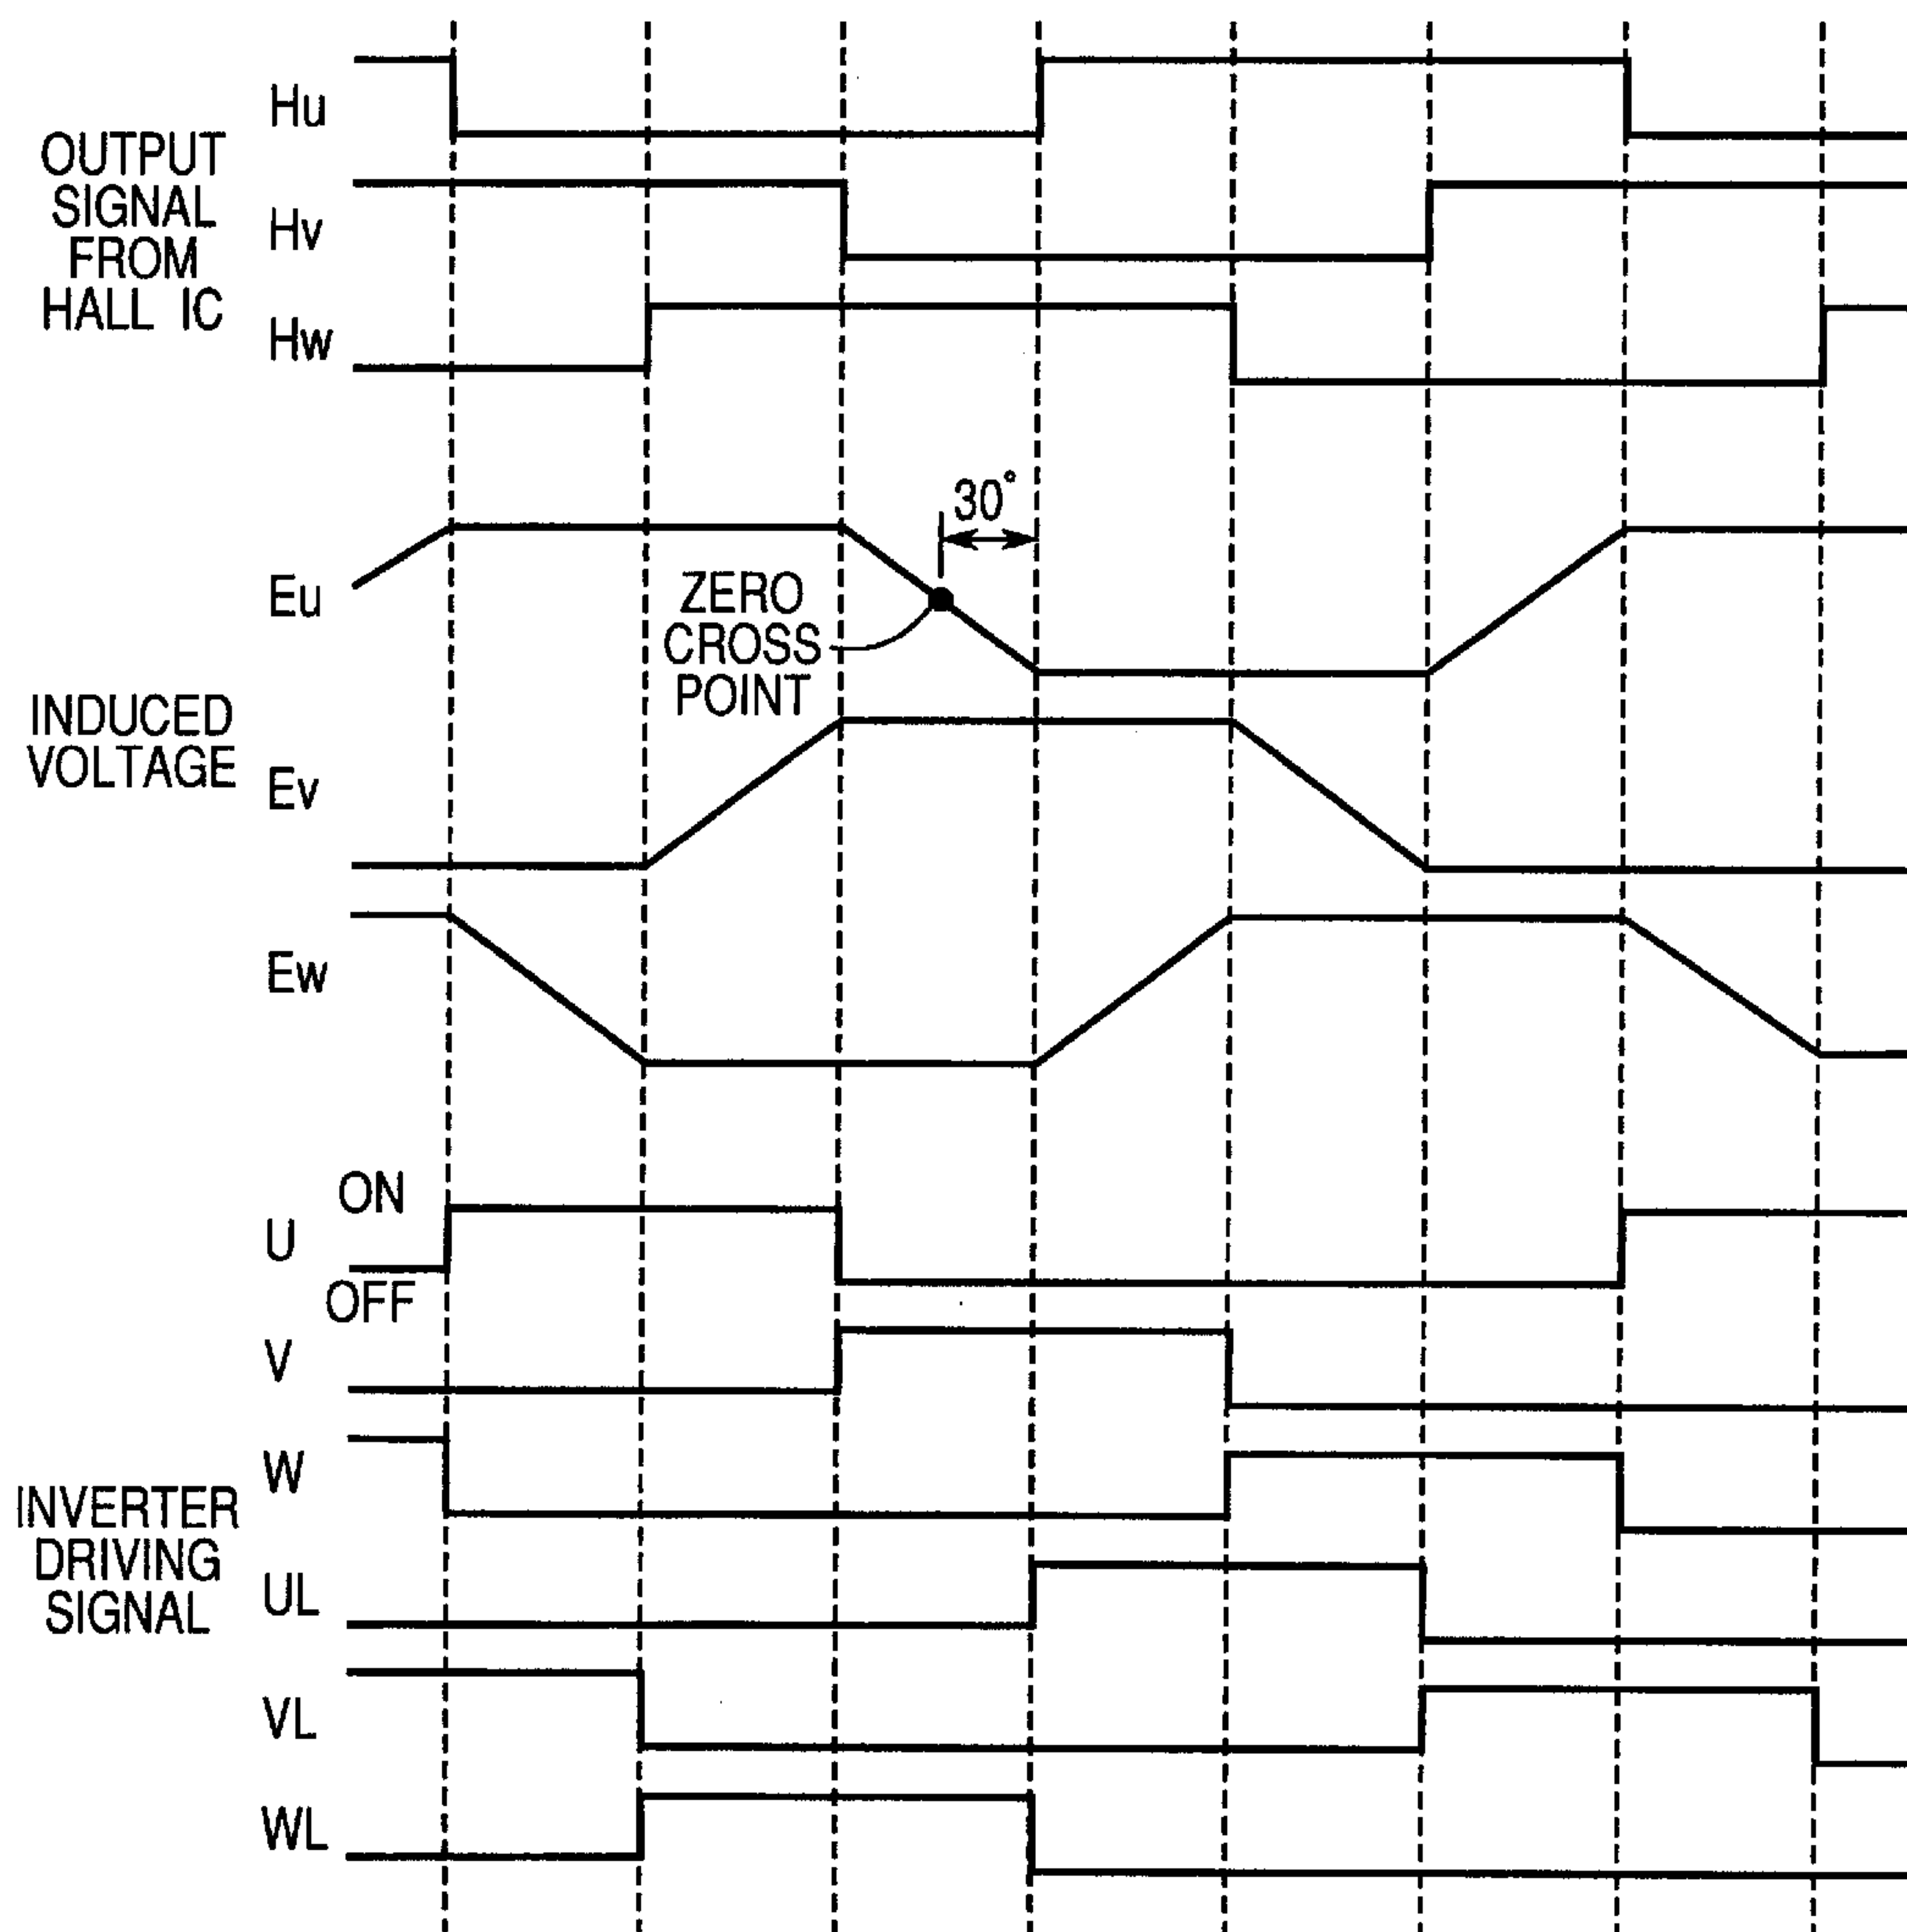 OUTPUT
SIGNAL
FROM
HALL IC
Hu
Hv
Hw
INDUCED
VOLTAGE
Eu
30°
ZERO
CROSS
POINT
Ev
Ew
INVERTER
DRIVING
SIGNAL
ON
U
OFF
V
W
UL
VL
WL